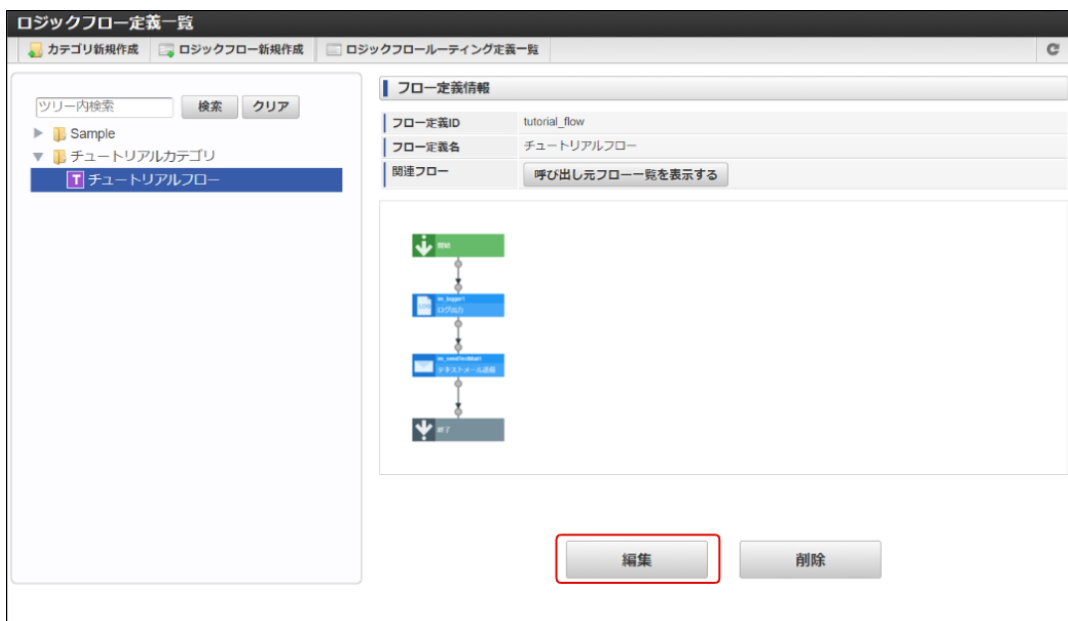 ロジックフロー定義一覧
カテゴリ新規作成 ロジックフロー新規作成 ロジックフロールーティング定義一覧
ツリー内検索 検索 クリア
Sample
チュートリアルカテゴリ
T チュートリアルフロー
フロー定義情報
フロー定義ID tutorial_flow
フロー定義名 チュートリアルフロー
関連フロー 呼び出し元フロー一覧を表示する
開始
im_logger1
ログ出力
im_sendTextMail1
テキストメール送信
終了
編集 削除